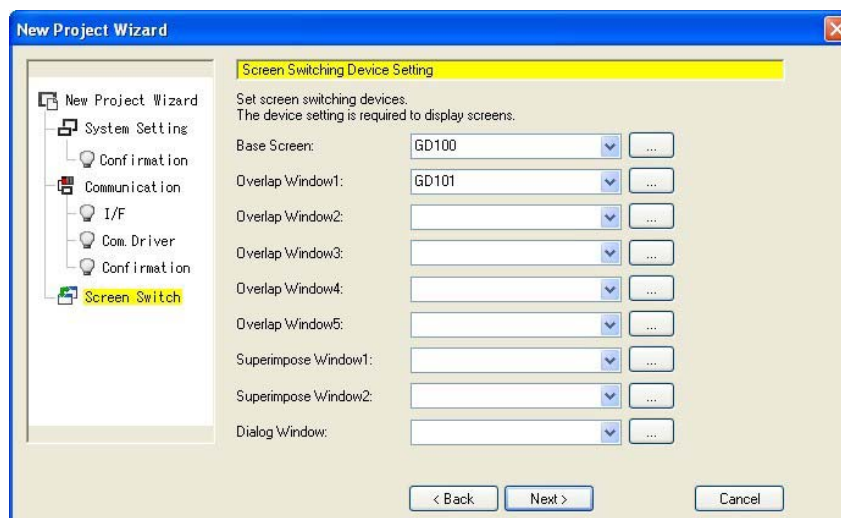 New Project Wizard
New Project Wizard
System Setting
Confirmation
Communication
I/F
Com.Driver
Confirmation
Screen Switch
Screen Switching Device Setting
Set screen switching devices.
The device setting is required to display screens.
Base Screen: GD100 ...
Overlap Window1: GD101 ...
Overlap Window2: ...
Overlap Window3: ...
Overlap Window4: ...
Overlap Window5: ...
Superimpose Window1: ...
Superimpose Window2: ...
Dialog Window: ...
< Back Next > Cancel